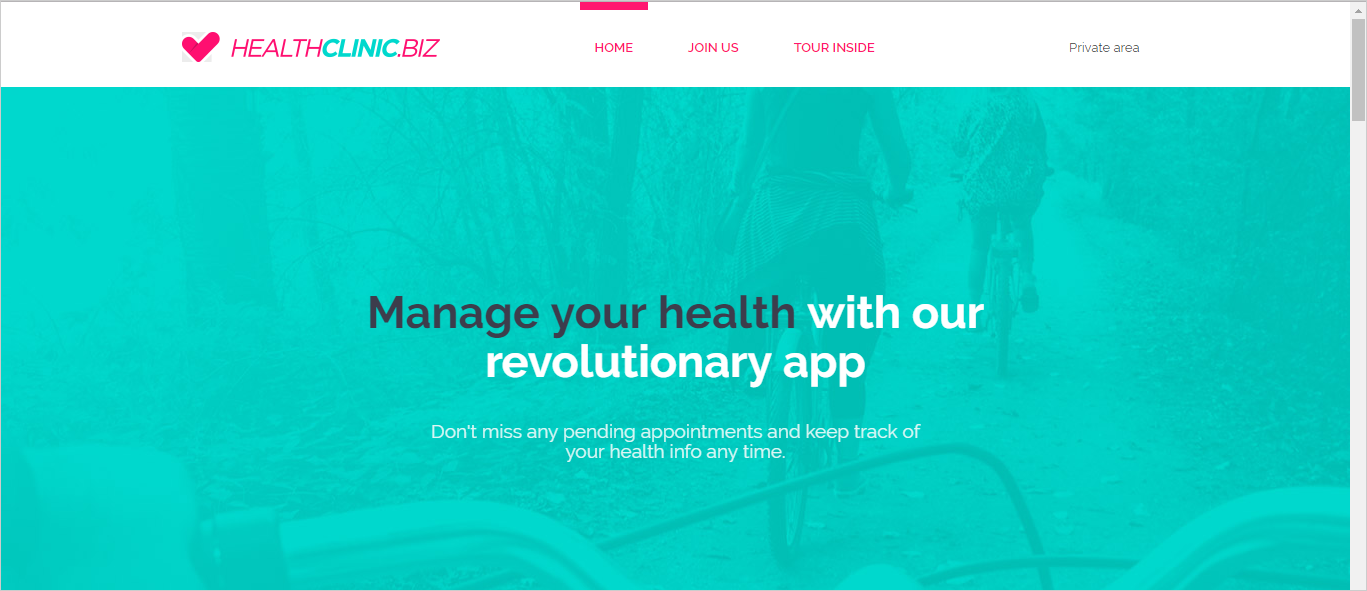 HEALTHCLINIC.BIZ
HOME
JOIN US
TOUR INSIDE
Private area
Manage your health with our
revolutionary app
Don't miss any pending appointments and keep track of
your health info any time.